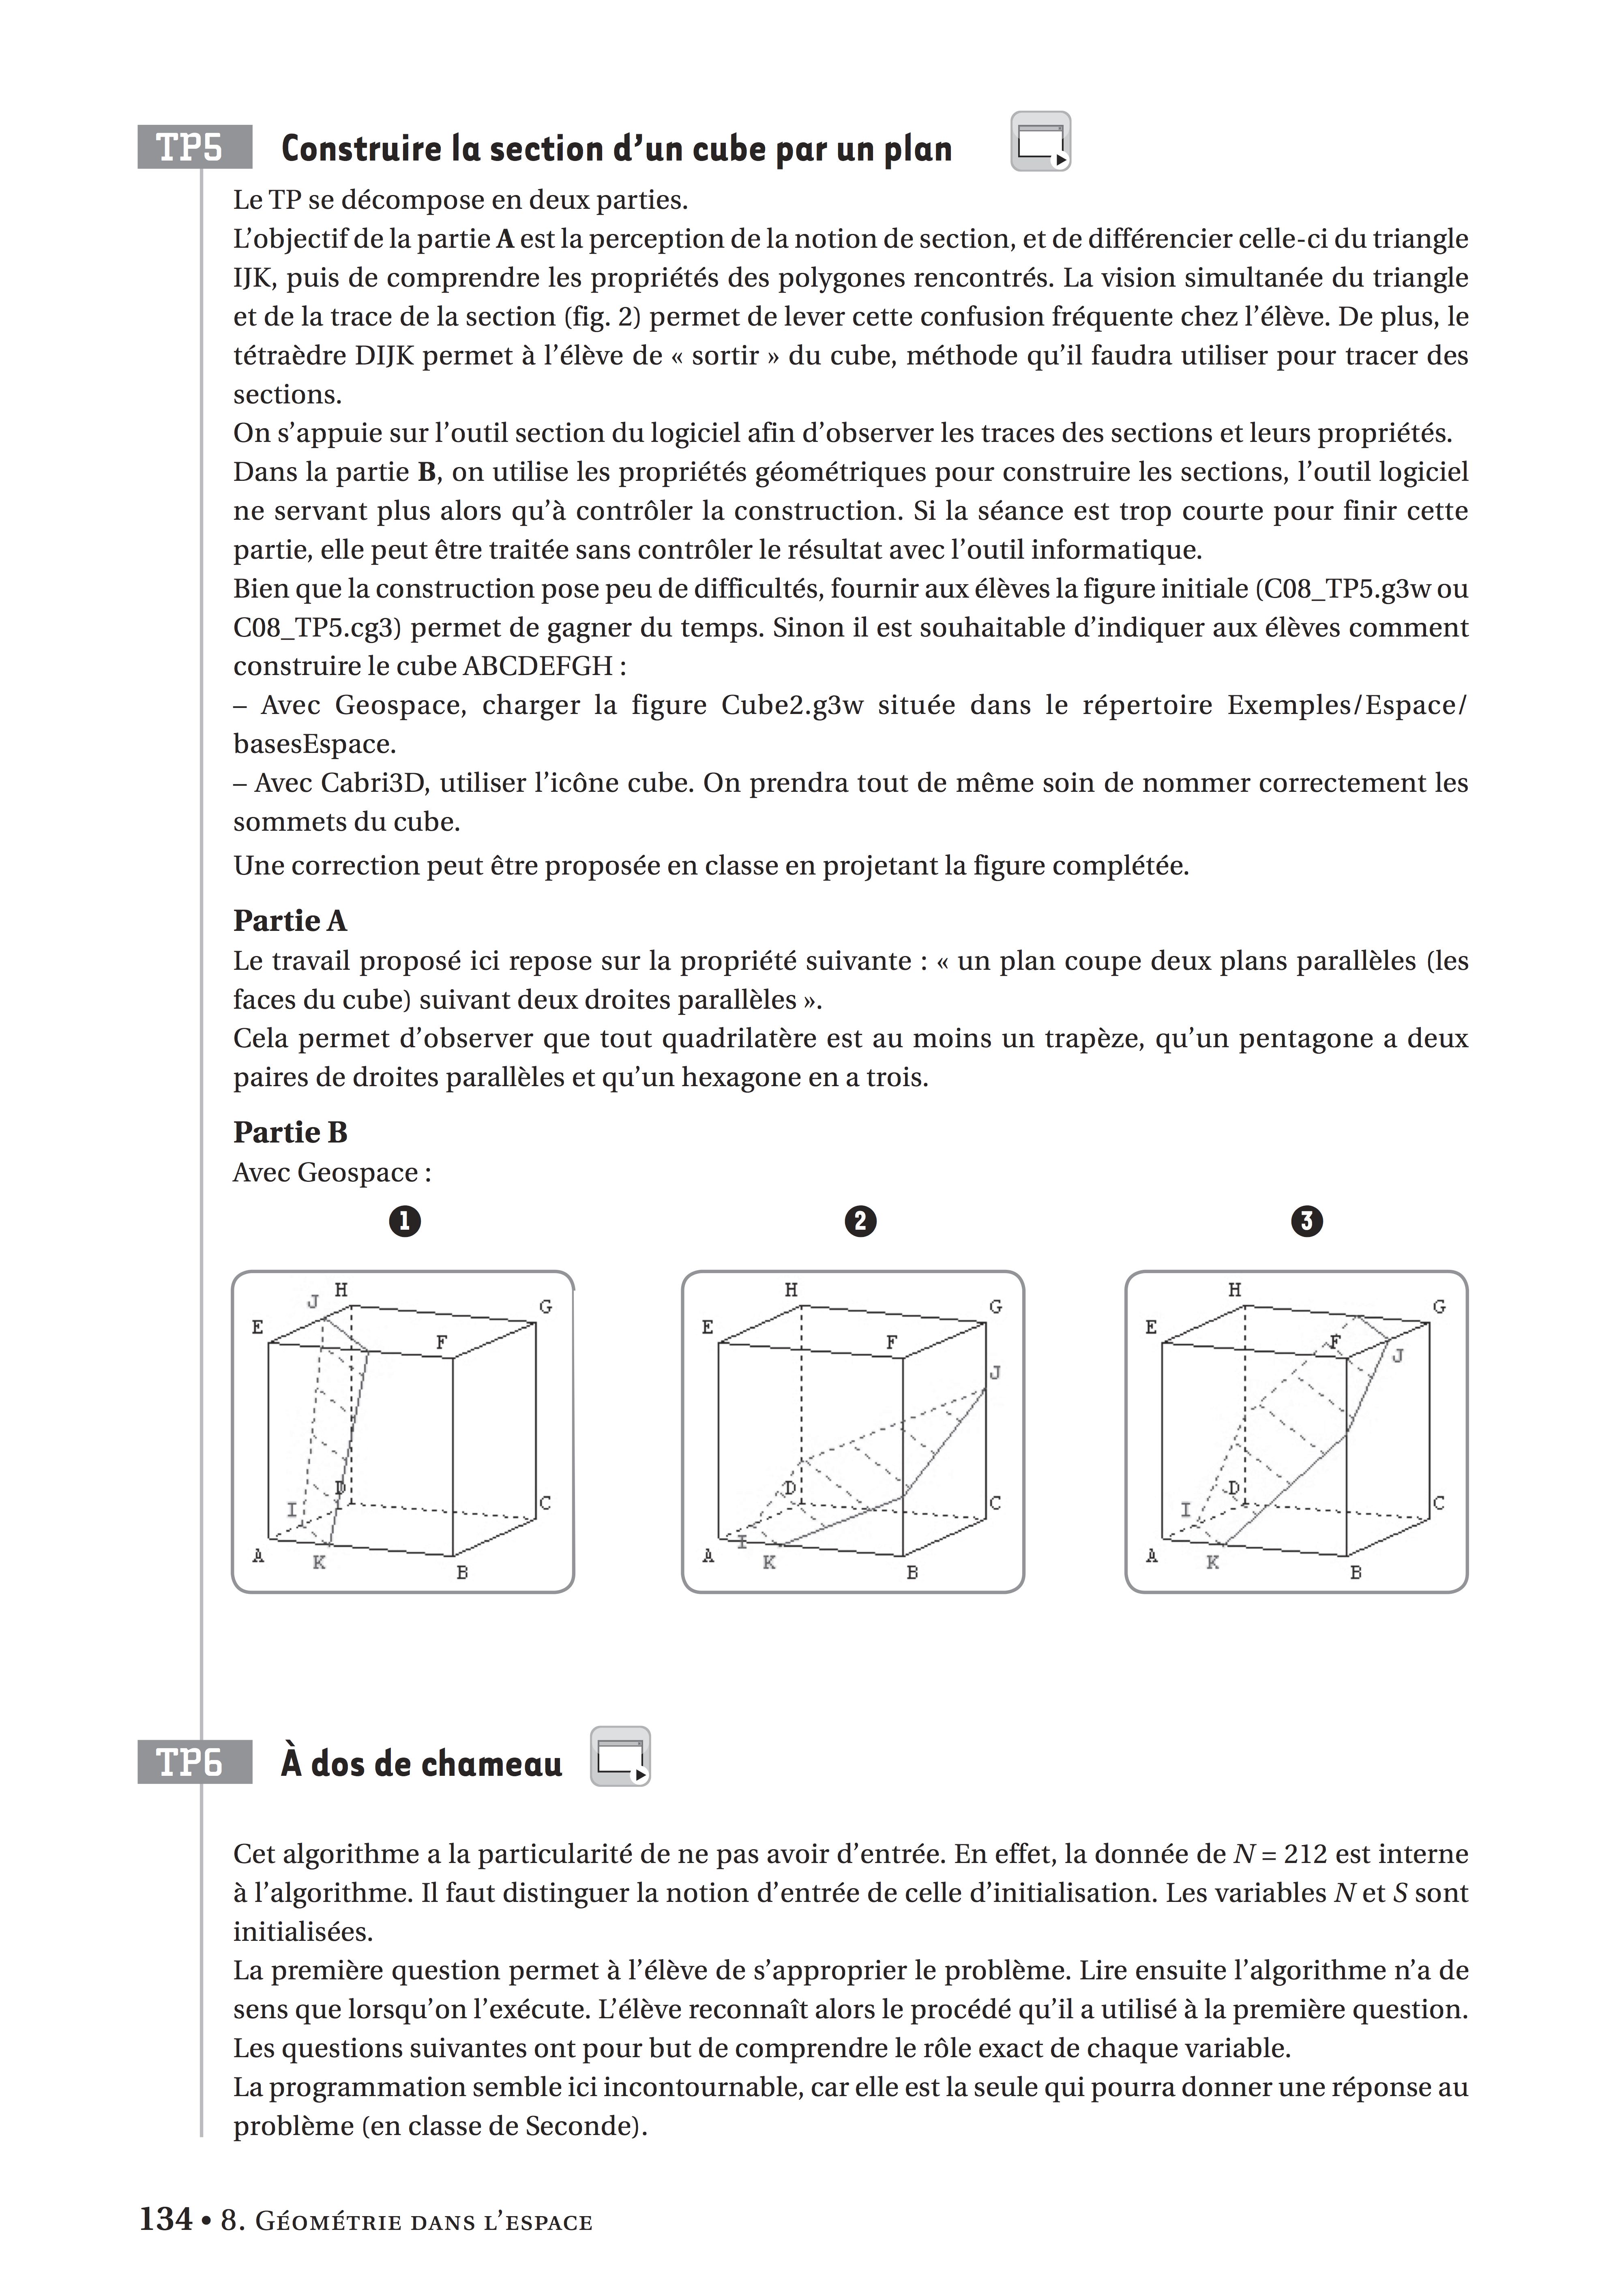 TP5 Construire la section d’un cube par un plan
Le TP se décompose en deux parties.
L’objectif de la partie A est la perception de la notion de section, et de différencier celle-ci du triangle
IJK, puis de comprendre les propriétés des polygones rencontrés. La vision simultanée du triangle
et de la trace de la section (fig. 2) permet de lever cette confusion fréquente chez l’élève. De plus, le
tétraèdre DIJK permet à l’élève de « sortir » du cube, méthode qu’il faudra utiliser pour tracer des
sections.
On s’appuie sur l’outil section du logiciel afin d’observer les traces des sections et leurs propriétés.
Dans la partie B, on utilise les propriétés géométriques pour construire les sections, l’outil logiciel
ne servant plus alors qu’à contrôler la construction. Si la séance est trop courte pour finir cette
partie, elle peut être traitée sans contrôler le résultat avec l’outil informatique.
Bien que la construction pose peu de difficultés, fournir aux élèves la figure initiale (C08_TP5.g3w ou
C08_TP5.cg3) permet de gagner du temps. Sinon il est souhaitable d’indiquer aux élèves comment
construire le cube ABCDEFGH :
– Avec Geospace, charger la figure Cube2.g3w située dans le répertoire Exemples/Espace/
basesEspace.
– Avec Cabri3D, utiliser l’icône cube. On prendra tout de même soin de nommer correctement les
sommets du cube.
Une correction peut être proposée en classe en projetant la figure complétée.
Partie A
Le travail proposé ici repose sur la propriété suivante : « un plan coupe deux plans parallèles (les
faces du cube) suivant deux droites parallèles ».
Cela permet d’observer que tout quadrilatère est au moins un trapèze, qu’un pentagone a deux
paires de droites parallèles et qu’un hexagone en a trois.
Partie B
Avec Geospace :
1 2 3
J H G E F I D C A K B
H G E F J D C I A K B
H G E F J D C I A K B
TP6 À dos de chameau
Cet algorithme a la particularité de ne pas avoir d’entrée. En effet, la donnée de N = 212 est interne
à l’algorithme. Il faut distinguer la notion d’entrée de celle d’initialisation. Les variables N et S sont
initialisées.
La première question permet à l’élève de s’approprier le problème. Lire ensuite l’algorithme n’a de
sens que lorsqu’on l’exécute. L’élève reconnaît alors le procédé qu’il a utilisé à la première question.
Les questions suivantes ont pour but de comprendre le rôle exact de chaque variable.
La programmation semble ici incontournable, car elle est la seule qui pourra donner une réponse au
problème (en classe de Seconde).
134 • 8. Géométrie dans l’espace